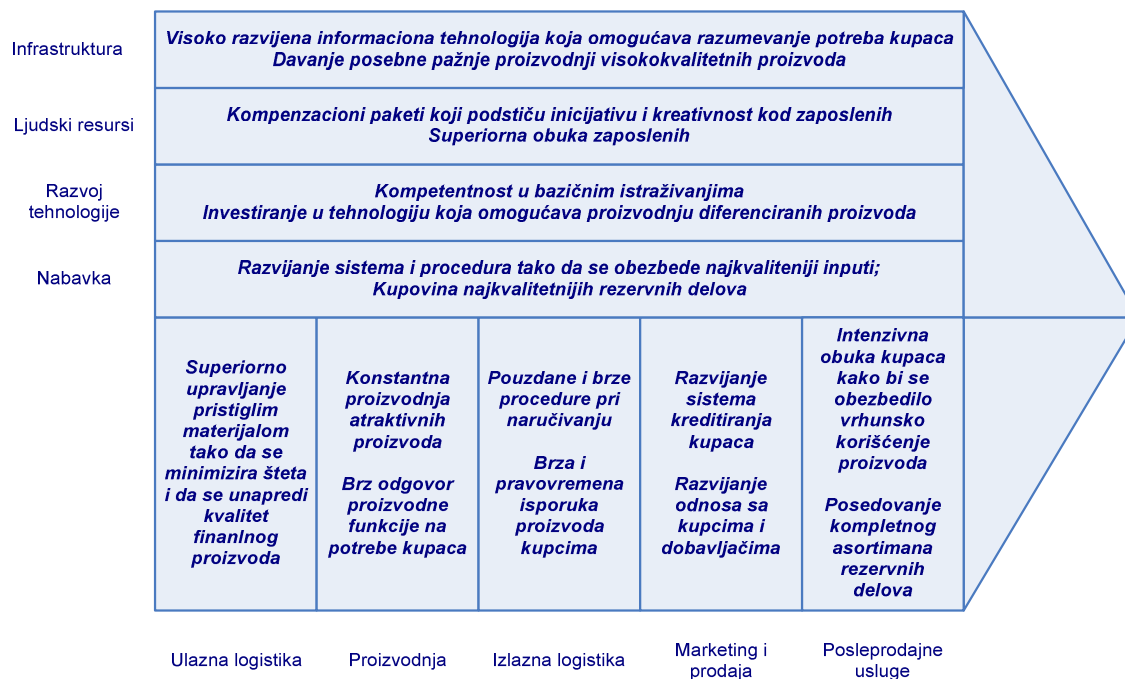 Infrastruktura
Visoko razvijena informaciona tehnologija koja omogućava razumevanje potreba kupaca
Davanje posebne pažnje proizvodnji visokokvalitetnih proizvoda
Ljudski resursi
Kompenzacioni paketi koji podstiču inicijativu i kreativnost kod zaposlenih
Superiorna obuka zaposlenih
Razvoj
tehnologije
Kompetentnost u bazičnim istraživanjima
Investiranje u tehnologiju koja omogućava proizvodnju diferenciranih proizvoda
Nabavka
Razvijanje sistema i procedura tako da se obezbede najkvaliteniji inputi;
Kupovina najkvalitetnijih rezervnih delova
Superiorno
upravljanje
pristiglim
materijalom
tako da se
minimizira šteta
i da se unapredi
kvalitet
finanlnog
proizvoda
Konstantna
proizvodnja
atraktivnih
proizvoda
Brz odgovor
proizvodne
funkcije na
potrebe kupaca
Pouzdane i brze
procedure pri
naručivanju
Brza i
pravovremena
isporuka
proizvoda
kupcima
Razvijanje
sistema
kreditiranja
kupaca
Razvijanje
odnosa sa
kupcima i
dobavljačima
Intenzivna
obuka kupaca
kako bi se
obezbedilo
vrhunsko
korišćenje
proizvoda
Posedovanje
kompletnog
asortimana
rezervnih
delova
Ulazna logistika
Proizvodnja
Izlazna logistika
Marketing i
prodaja
Posleprodajne
usluge